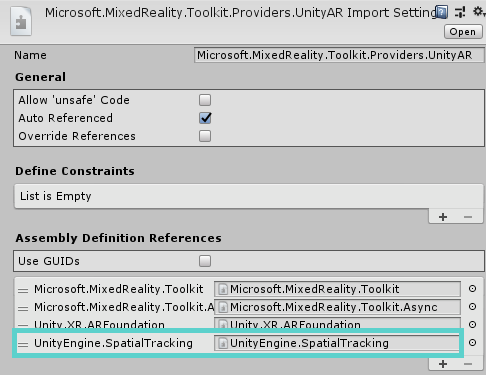 Microsoft.MixedReality.Toolkit.Providers.UnityAR Import Setting
Open
Name Microsoft.MixedReality.Toolkit.Providers.UnityAR
General
Allow 'unsafe' Code
Auto Referenced
Override References
Define Constraints
List is Empty
+ −
Assembly Definition References
Use GUIDs
Microsoft.MixedReality.Toolkit Microsoft.MixedReality.Toolkit
Microsoft.MixedReality.Toolkit.A Microsoft.MixedReality.Toolkit.Async
Unity.XR.ARFoundation Unity.XR.ARFoundation
UnityEngine.SpatialTracking UnityEngine.SpatialTracking
+ −